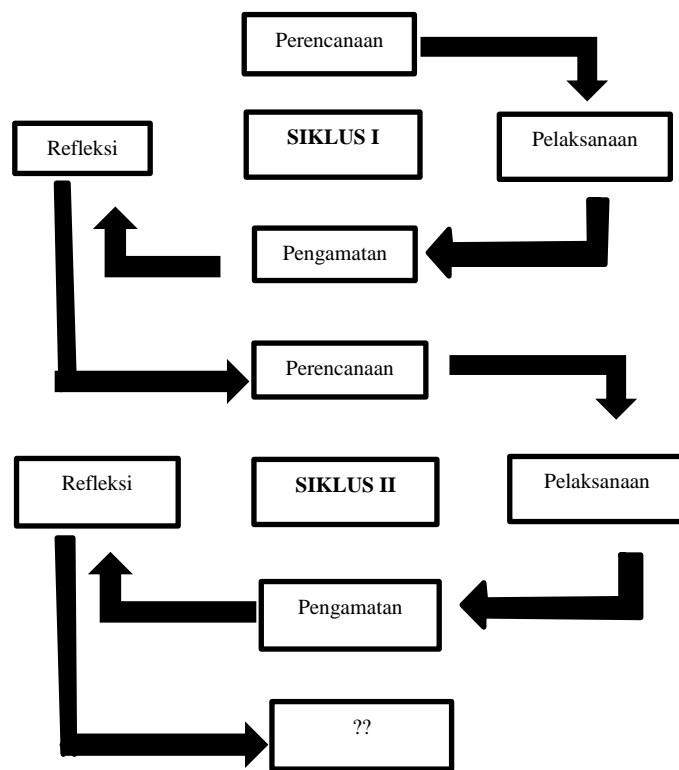 Perencanaan
Refleksi
SIKLUS I
Pelaksanaan
Pengamatan
Perencanaan
Refleksi
SIKLUS II
Pelaksanaan
Pengamatan
??